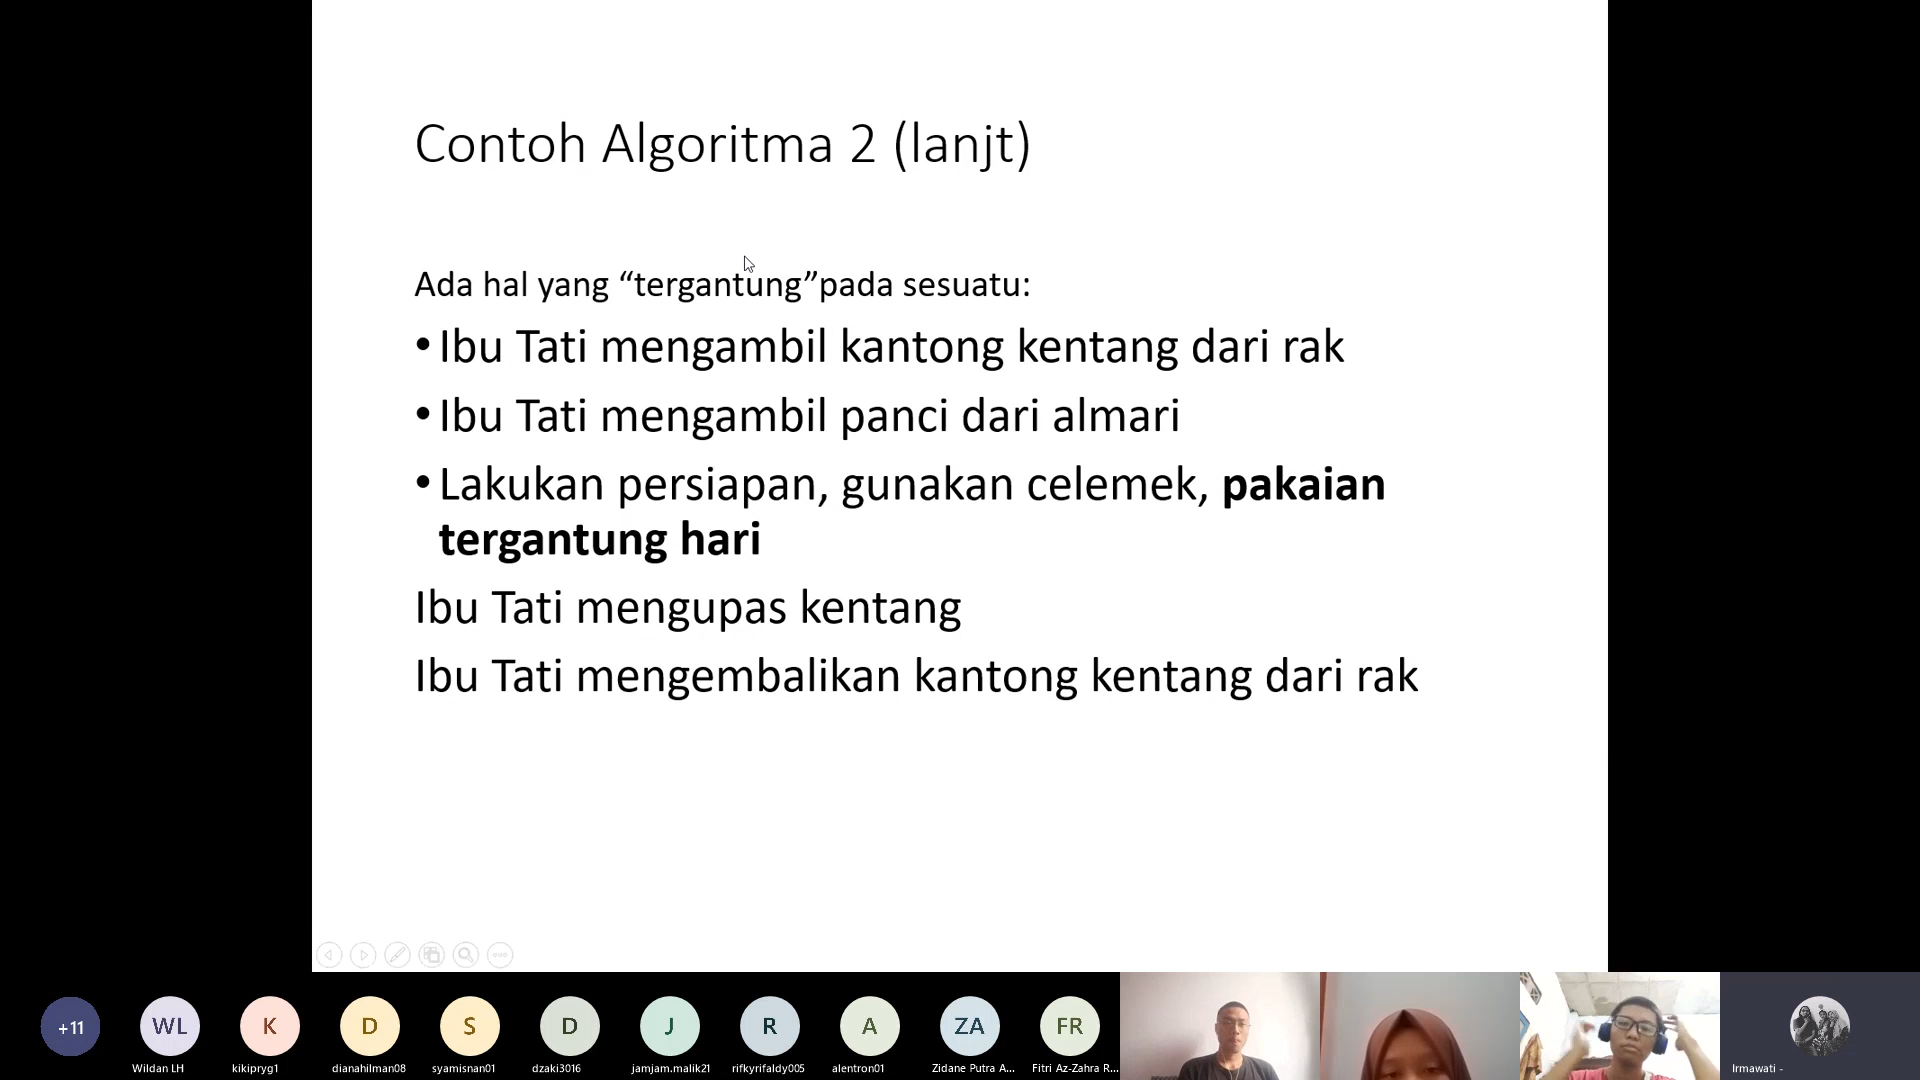 Contoh Algoritma 2 (lanjt)
Ada hal yang “tergantung”pada sesuatu:
•Ibu Tati mengambil kantong kentang dari rak
•Ibu Tati mengambil panci dari almari
•Lakukan persiapan, gunakan celemek, pakaian
tergantung hari
Ibu Tati mengupas kentang
Ibu Tati mengembalikan kantong kentang dari rak
+11 WL K D S D J R A ZA FR
Wildan LH kikipryg1 dianahilman08 syamisnan01 dzaki3016 jamjam.malik21 rifkyrifaldy005 alentron01 Zidane Putra A... Fitri Az-Zahra R... Irmawati -